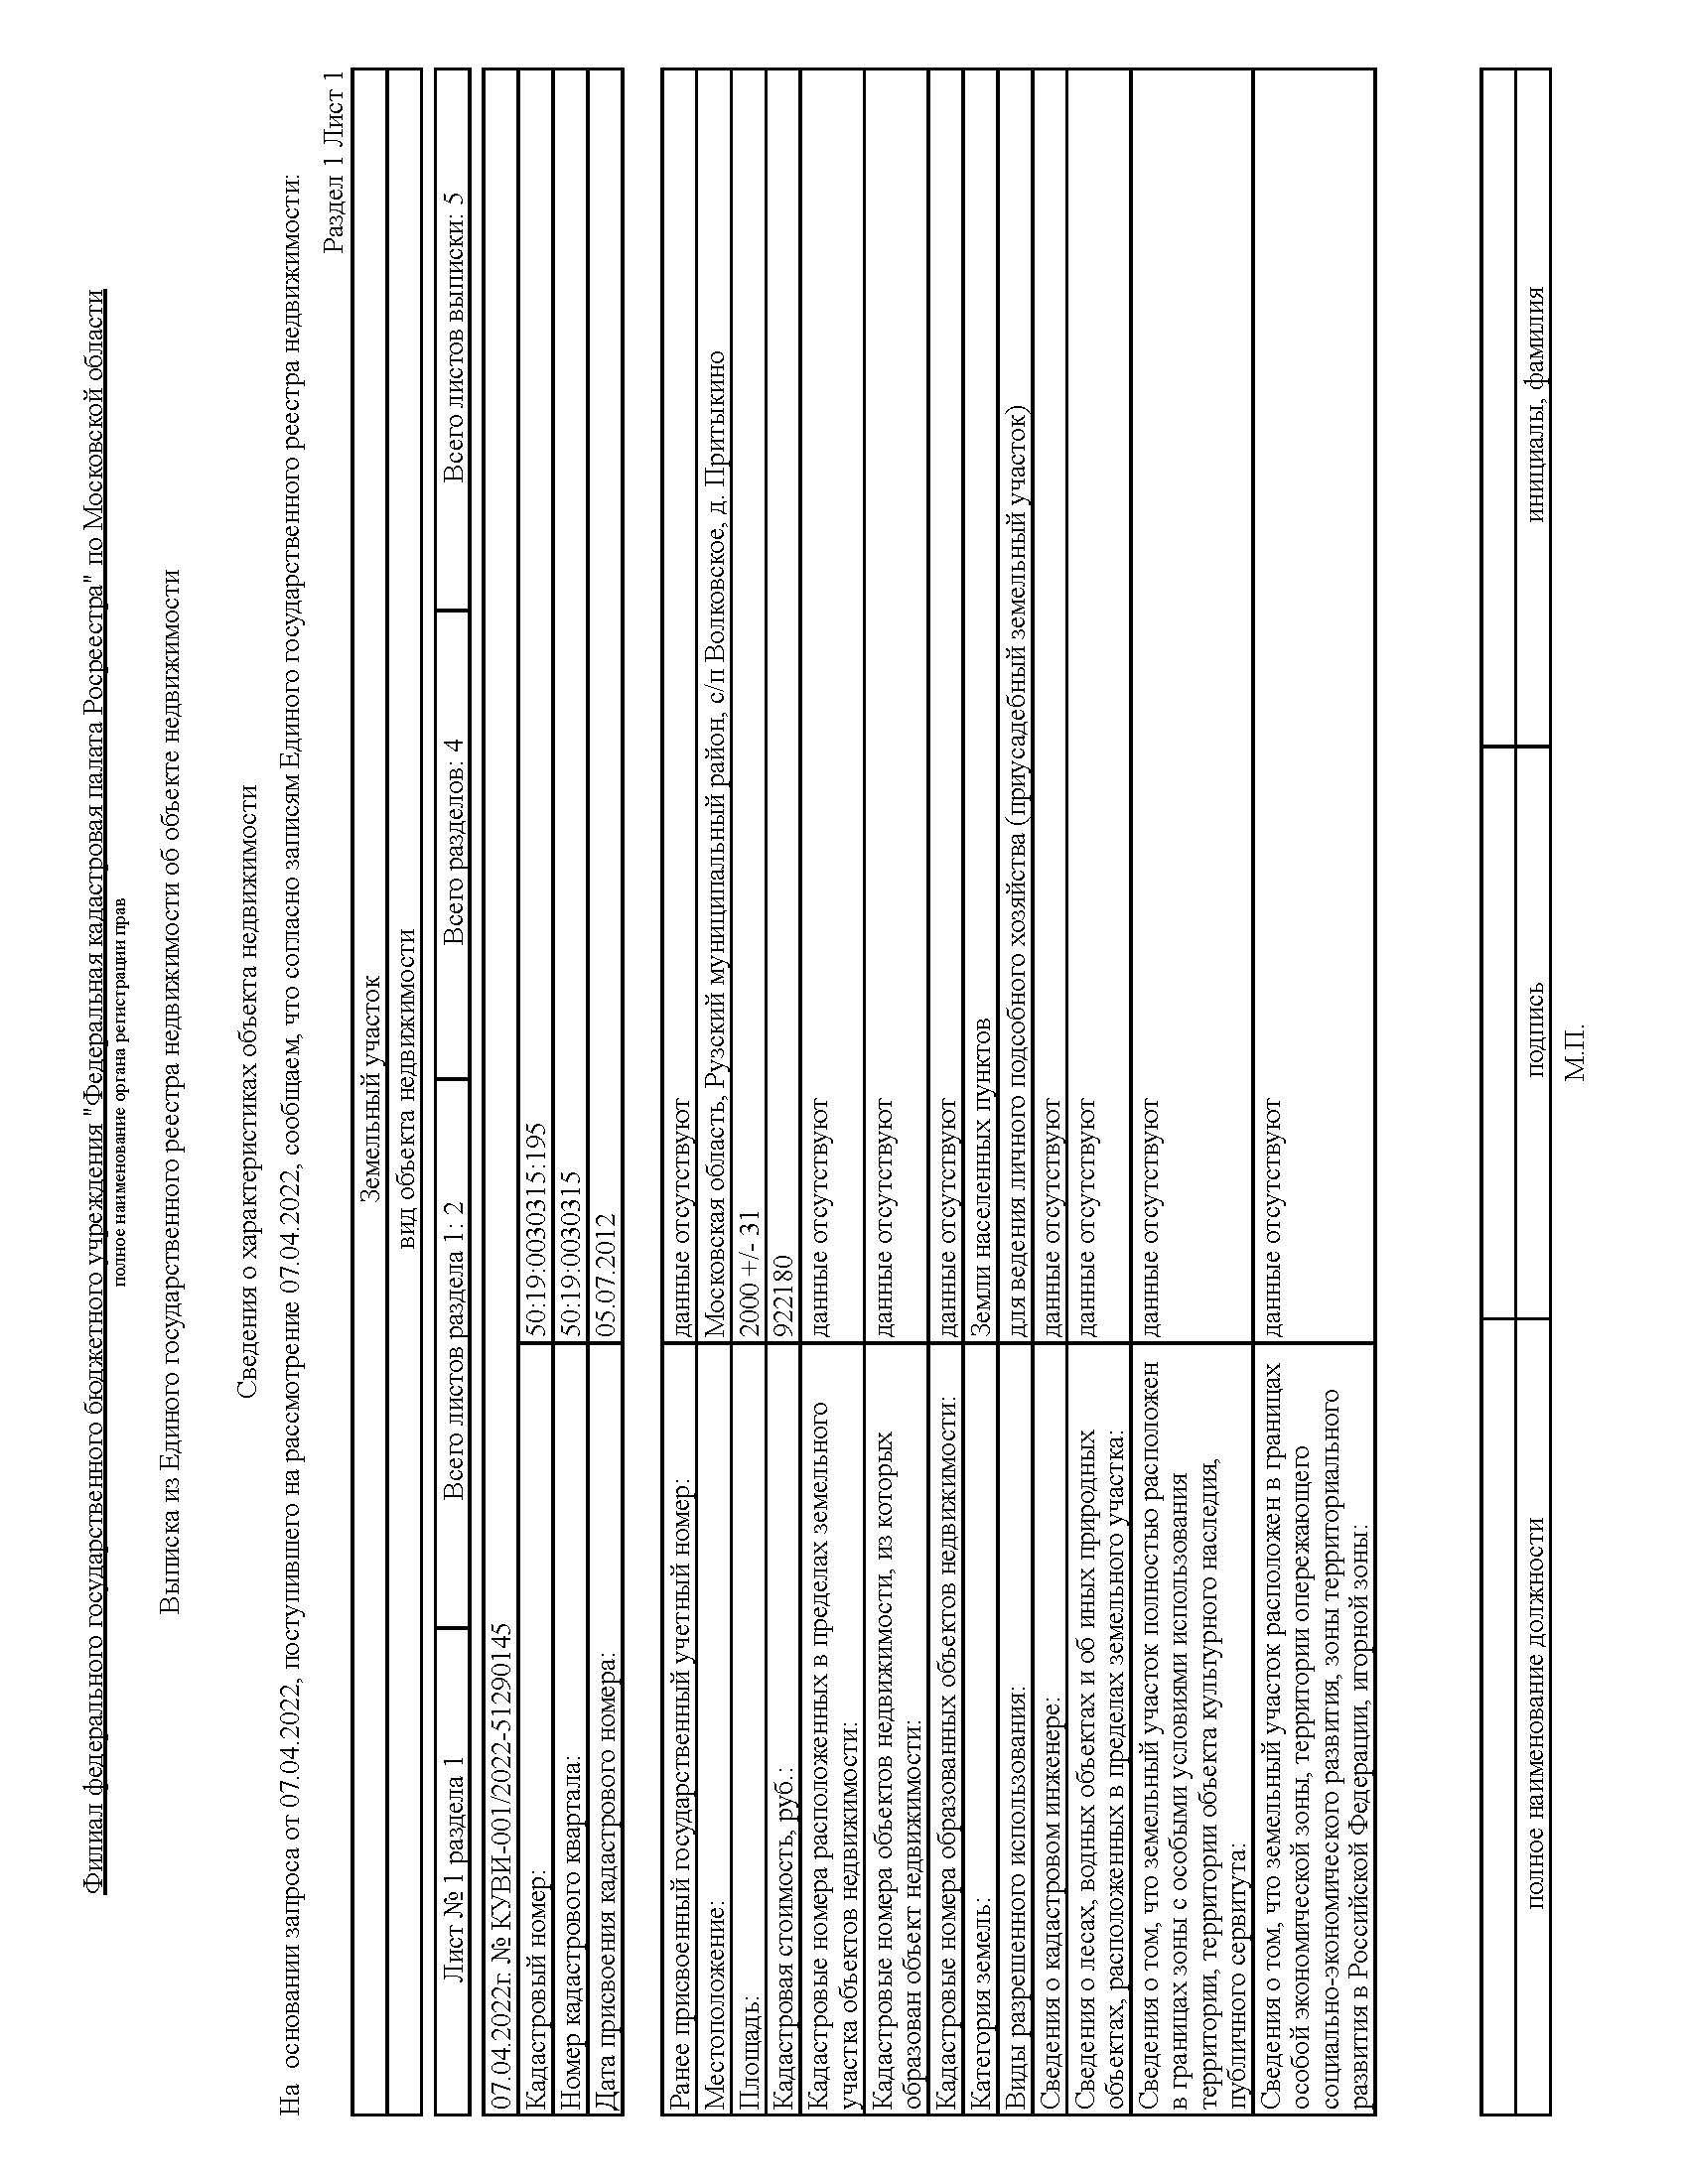 Филиал федерального государственного бюджетного учреждения "Федеральная кадастровая палата Росреестра" по Московской области
полное наименование органа регистрации прав
Выписка из Единого государственного реестра недвижимости об объекте недвижимости
Сведения о характеристиках объекта недвижимости
На основании запроса от 07.04.2022, поступившего на рассмотрение 07.04.2022, сообщаем, что согласно записям Единого государственного реестра недвижимости:
Раздел 1 Лист 1
Земельный участок
вид объекта недвижимости
Лист № 1 раздела 1 Всего листов раздела 1: 2 Всего разделов: 4 Всего листов выписки: 5
07.04.2022г. № КУВИ-001/2022-51290145
Кадастровый номер: 50:19:0030315:195
Номер кадастрового квартала: 50:19:0030315
Дата присвоения кадастрового номера: 05.07.2012
Ранее присвоенный государственный учетный номер: данные отсутствуют
Местоположение: Московская область, Рузский муниципальный район, с/п Волковское, д. Притыкино
Площадь: 2000 +/- 31
Кадастровая стоимость, руб.: 922180
Кадастровые номера расположенных в пределах земельного данные отсутствуют
участка объектов недвижимости:
Кадастровые номера объектов недвижимости, из которых данные отсутствуют
образован объект недвижимости:
Кадастровые номера образованных объектов недвижимости: данные отсутствуют
Категория земель: Земли населенных пунктов
Виды разрешенного использования: для ведения личного подсобного хозяйства (приусадебный земельный участок)
Сведения о кадастровом инженере: данные отсутствуют
Сведения о лесах, водных объектах и об иных природных данные отсутствуют
объектах, расположенных в пределах земельного участка:
Сведения о том, что земельный участок полностью расположен данные отсутствуют
в границах зоны с особыми условиями использования
территории, территории объекта культурного наследия,
публичного сервитута:
Сведения о том, что земельный участок расположен в границах данные отсутствуют
особой экономической зоны, территории опережающего
социально-экономического развития, зоны территориального
развития в Российской Федерации, игорной зоны:
полное наименование должности подпись инициалы, фамилия
М.П.